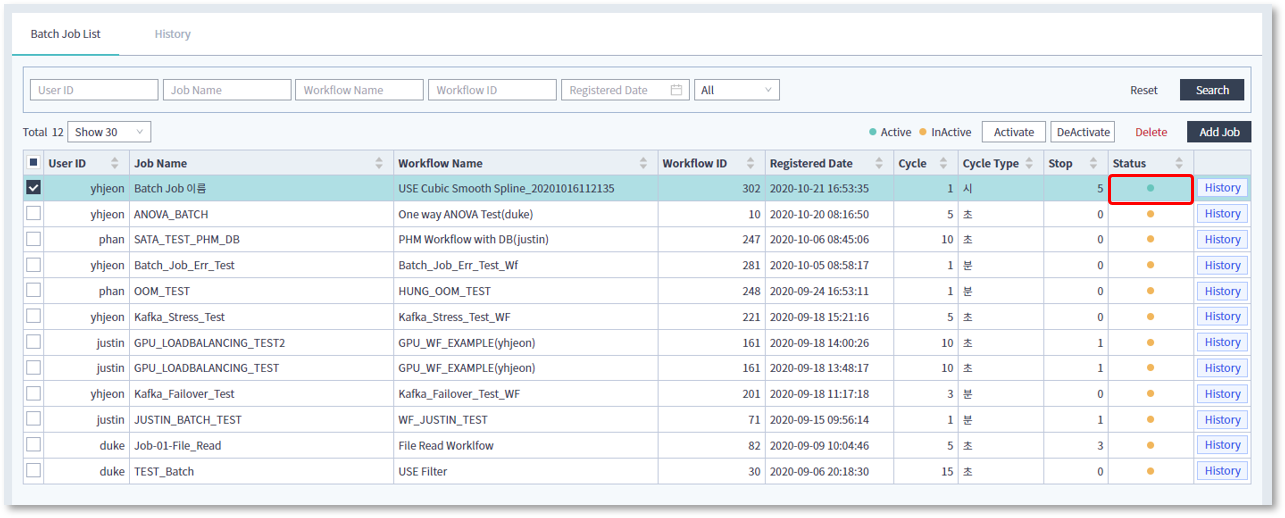 Batch Job List History
User ID Job Name Workflow Name Workflow ID Registered Date All Reset Search
Total 12 Show 30 Active InActive Activate DeActivate Delete Add Job
User ID Job Name Workflow Name Workflow ID Registered Date Cycle Cycle Type Stop Status
yhjeon Batch Job 이름 USE Cubic Smooth Spline_20201016112135 302 2020-10-21 16:53:35 1 시 5 History
yhjeon ANOVA_BATCH One way ANOVA Test(duke) 10 2020-10-20 08:16:50 5 초 0 History
phan SATA_TEST_PHM_DB PHM Workflow with DB(justin) 247 2020-10-06 08:45:06 10 초 0 History
yhjeon Batch_Job_Err_Test Batch_Job_Err_Test_Wf 281 2020-10-05 08:58:17 1 분 0 History
phan OOM_TEST HUNG_OOM_TEST 248 2020-09-24 16:53:11 1 분 0 History
yhjeon Kafka_Stress_Test Kafka_Stress_Test_WF 221 2020-09-18 15:21:16 5 초 0 History
justin GPU_LOADBALANCING_TEST2 GPU_WF_EXAMPLE(yhjeon) 161 2020-09-18 14:00:26 10 초 1 History
justin GPU_LOADBALANCING_TEST GPU_WF_EXAMPLE(yhjeon) 161 2020-09-18 13:48:17 10 초 1 History
yhjeon Kafka_Failover_Test Kafka_Failover_Test_WF 201 2020-09-18 11:17:18 3 분 0 History
justin JUSTIN_BATCH_TEST WF_JUSTIN_TEST 71 2020-09-15 09:56:14 1 분 1 History
duke Job-01-File_Read File Read Worklfow 82 2020-09-09 10:04:46 5 초 3 History
duke TEST_Batch USE Filter 30 2020-09-06 20:18:30 15 초 0 History